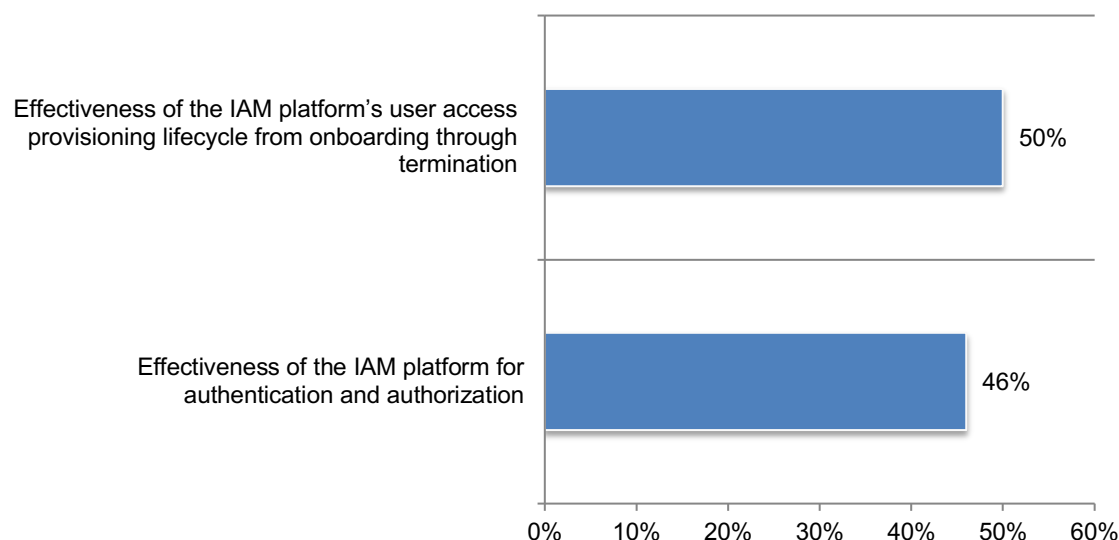 Effectiveness of the IAM platform’s user access
provisioning lifecycle from onboarding through
termination
50%
Effectiveness of the IAM platform for
authentication and authorization
46%
0% 10% 20% 30% 40% 50% 60%